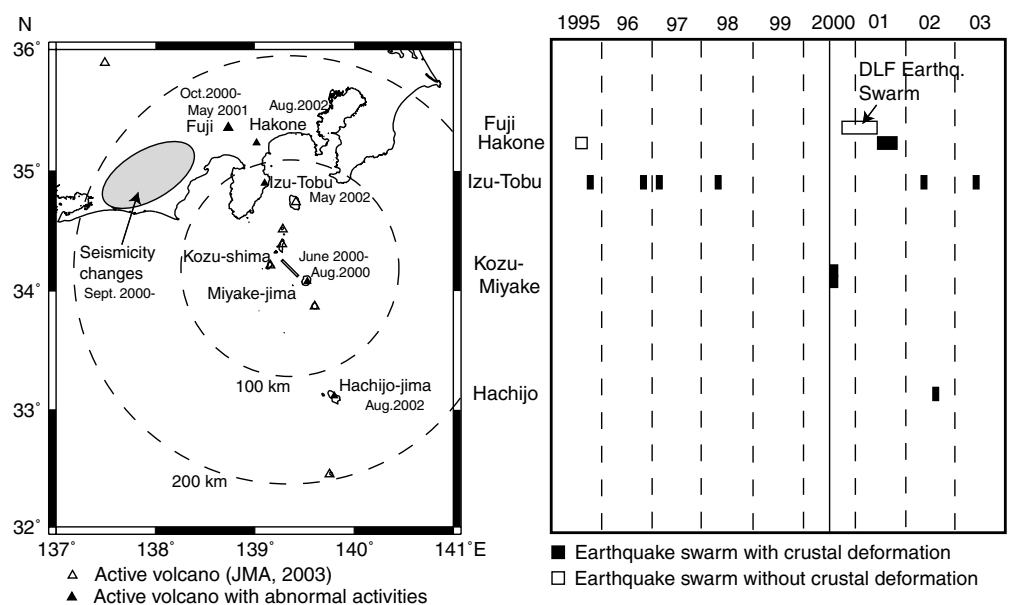 N
36°
35°
34°
33°
32°
137°
138°
139°
140°
141°E
Oct.2000-
May 2001
Fuji
Aug.2002
Hakone
Izu-Tobu
May 2002
Seismicity
changes
Sept. 2000-
Kozu-shima
June 2000-
Aug.2000
Miyake-jima
100 km
Hachijo-jima
Aug.2002
200 km
△ Active volcano (JMA, 2003)
▲ Active volcano with abnormal activities
1995 96 97 98 99 2000 01 02 03
DLF Earthq.
Swarm
Fuji
Hakone
Izu-Tobu
Kozu-
Miyake
Hachijo
■ Earthquake swarm with crustal deformation
□ Earthquake swarm without crustal deformation